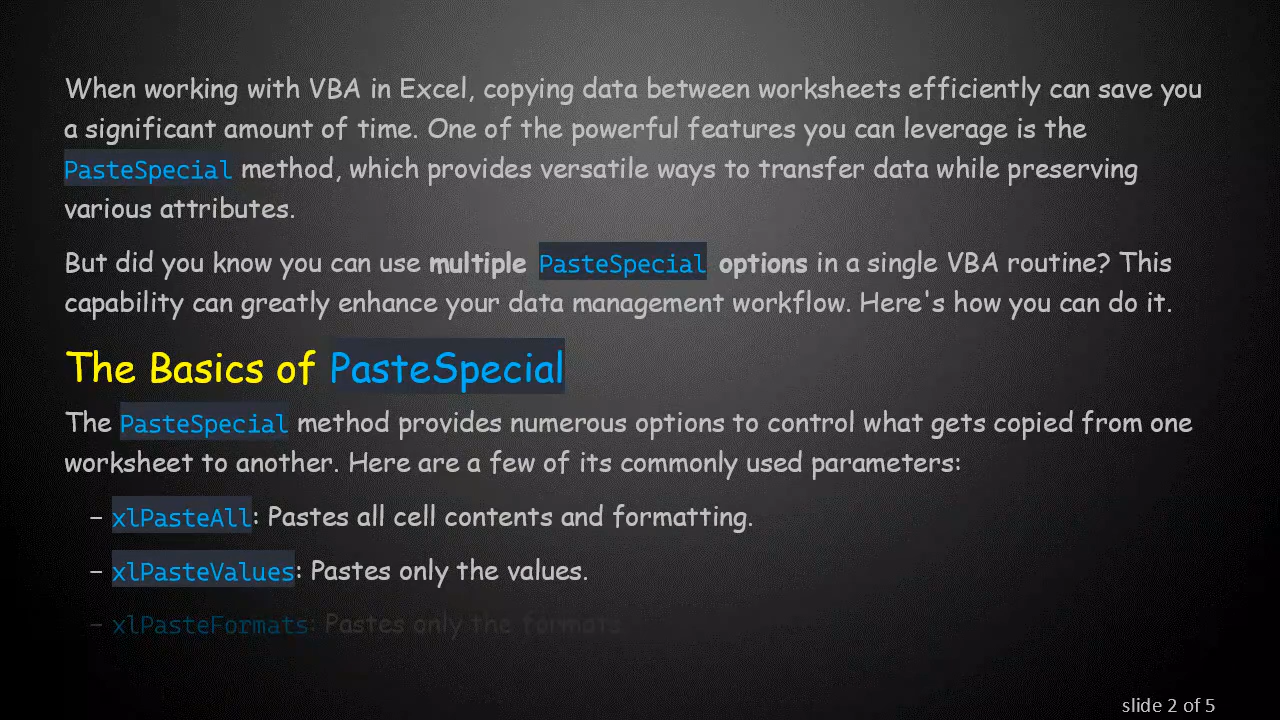 When working with VBA in Excel, copying data between worksheets efficiently can save you
a significant amount of time. One of the powerful features you can leverage is the
PasteSpecial method, which provides versatile ways to transfer data while preserving
various attributes.
But did you know you can use multiple PasteSpecial options in a single VBA routine? This
capability can greatly enhance your data management workflow. Here's how you can do it.
The Basics of PasteSpecial
The PasteSpecial method provides numerous options to control what gets copied from one
worksheet to another. Here are a few of its commonly used parameters:
– xlPasteAll: Pastes all cell contents and formatting.
– xlPasteValues: Pastes only the values.
– xlPasteFormats: Pastes only the formats
slide 2 of 5